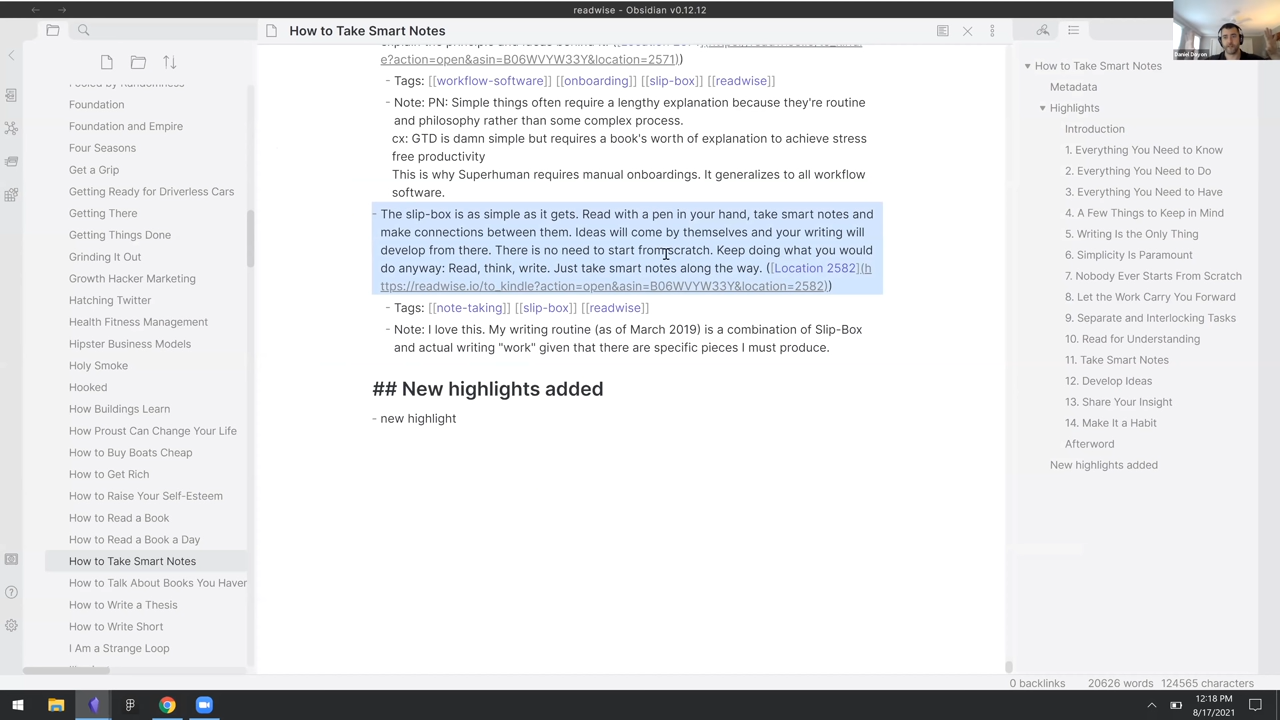 readwise - Obsidian v0.12.12
Daniel Doyon
How to Take Smart Notes
Fooled by Randomness
Foundation
Foundation and Empire
Four Seasons
Get a Grip
Getting Ready for Driverless Cars
Getting There
Getting Things Done
Grinding It Out
Growth Hacker Marketing
Hatching Twitter
Health Fitness Management
Hipster Business Models
Holy Smoke
Hooked
How Buildings Learn
How Proust Can Change Your Life
How to Buy Boats Cheap
How to Get Rich
How to Raise Your Self-Esteem
How to Read a Book
How to Read a Book a Day
How to Take Smart Notes
How to Talk About Books You Haven
How to Write a Thesis
How to Write Short
I Am a Strange Loop
e?action=open&asin=B06WVYW33Y&location=2571))
- Tags: [[workflow-software]] [[onboarding]] [[slip-box]] [[readwise]]
- Note: PN: Simple things often require a lengthy explanation because they're routine
and philosophy rather than some complex process.
cx: GTD is damn simple but requires a book's worth of explanation to achieve stress
free productivity
This is why Superhuman requires manual onboardings. It generalizes to all workflow
software.
- The slip-box is as simple as it gets. Read with a pen in your hand, take smart notes and
make connections between them. Ideas will come by themselves and your writing will
develop from there. There is no need to start from scratch. Keep doing what you would
do anyway: Read, think, write. Just take smart notes along the way. ([Location 2582](h
ttps://readwise.io/to_kindle?action=open&asin=B06WVYW33Y&location=2582))
- Tags: [[note-taking]] [[slip-box]] [[readwise]]
- Note: I love this. My writing routine (as of March 2019) is a combination of Slip-Box
and actual writing "work" given that there are specific pieces I must produce.
## New highlights added
- new highlight
How to Take Smart Notes
Metadata
Highlights
Introduction
1. Everything You Need to Know
2. Everything You Need to Do
3. Everything You Need to Have
4. A Few Things to Keep in Mind
5. Writing Is the Only Thing
6. Simplicity Is Paramount
7. Nobody Ever Starts From Scratch
8. Let the Work Carry You Forward
9. Separate and Interlocking Tasks
10. Read for Understanding
11. Take Smart Notes
12. Develop Ideas
13. Share Your Insight
14. Make It a Habit
Afterword
New highlights added
0 backlinks 20626 words 124565 characters
12:18 PM
8/17/2021